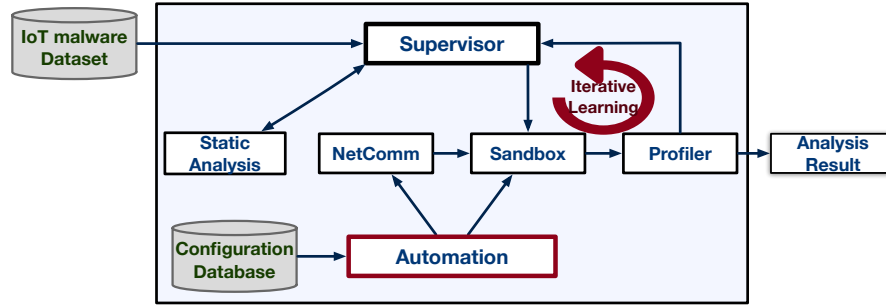 IoT malware
Dataset
Supervisor
Iterative
Learning
Static
Analysis
NetComm
Sandbox
Profiler
Analysis
Result
Configuration
Database
Automation